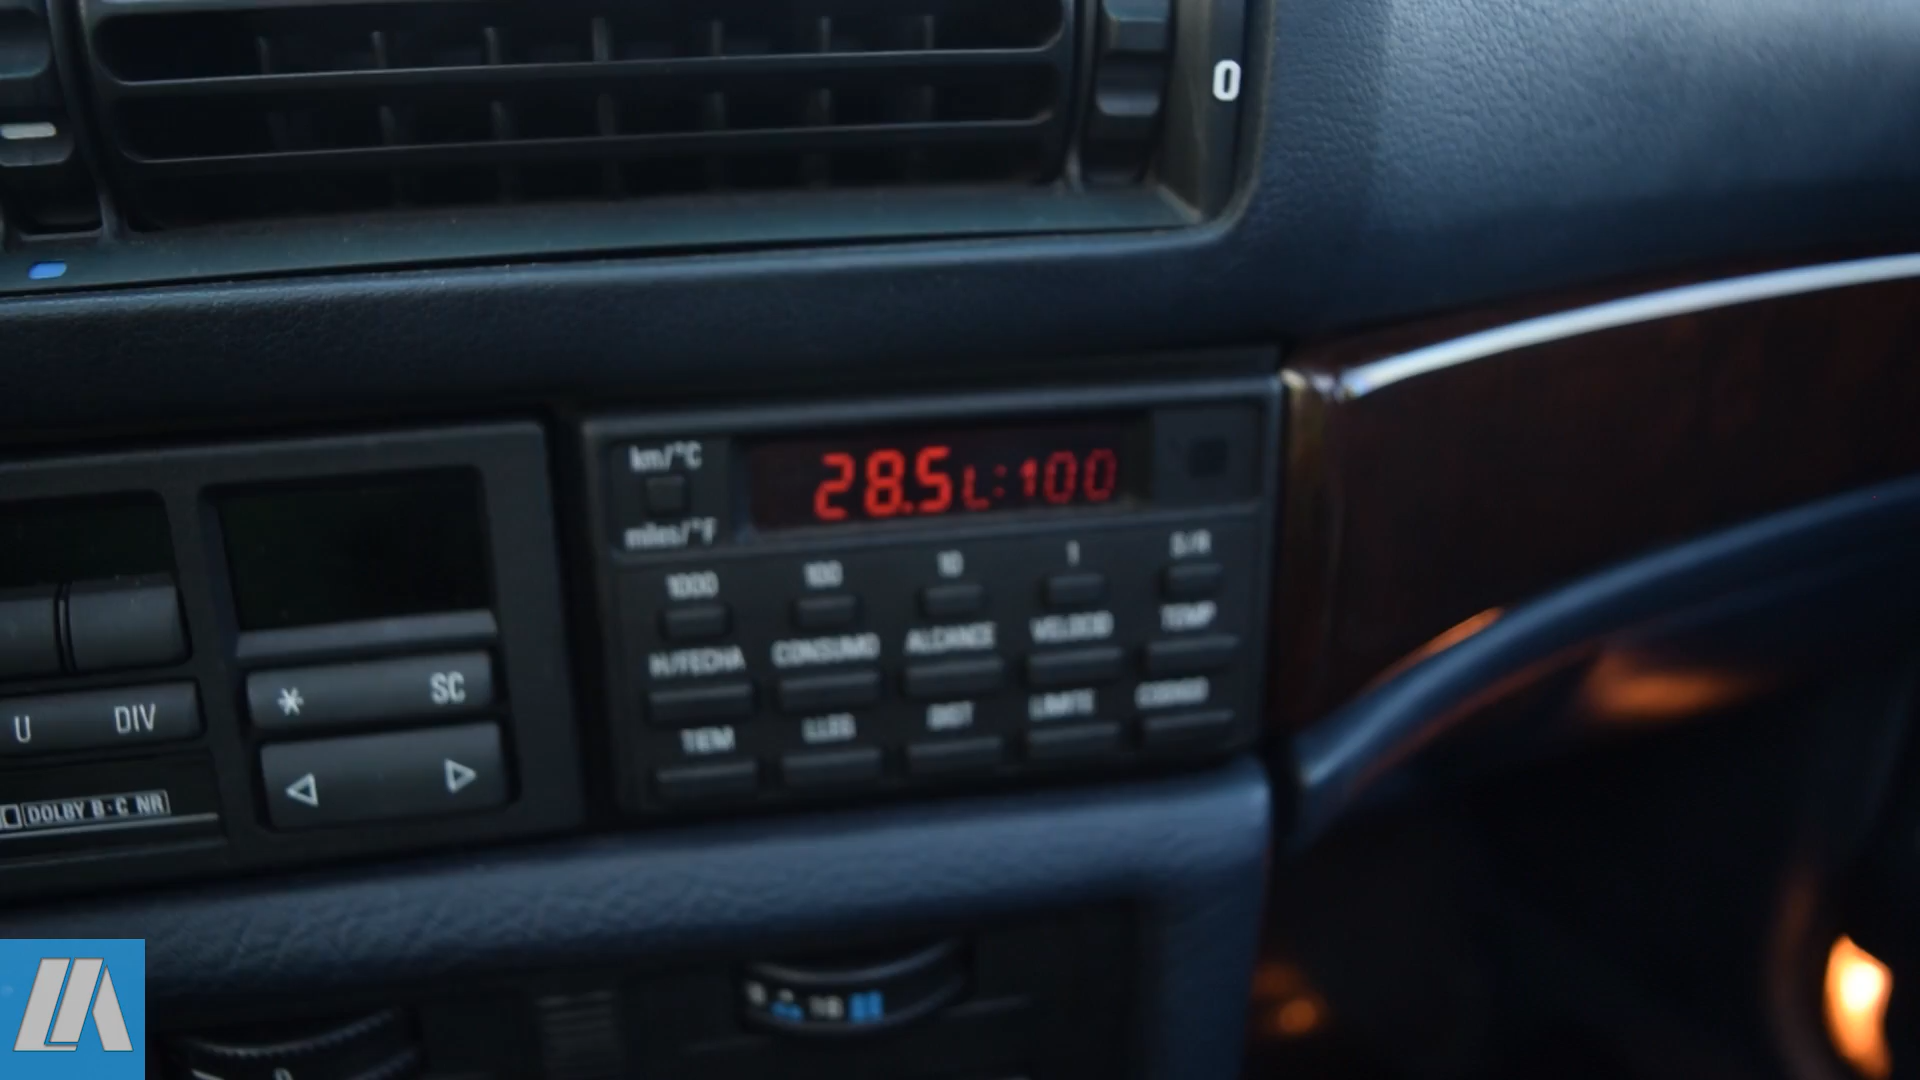 0
km/°C
28.5 L:100
miles/°F
1000 100 10 1 S/R
H/FECHA CONSUMO ALCANCE VELOCID TEMP
TIEM LLEG DIST LIMITE CODIGO
* SC
U DIV
DOLBY B·C NR